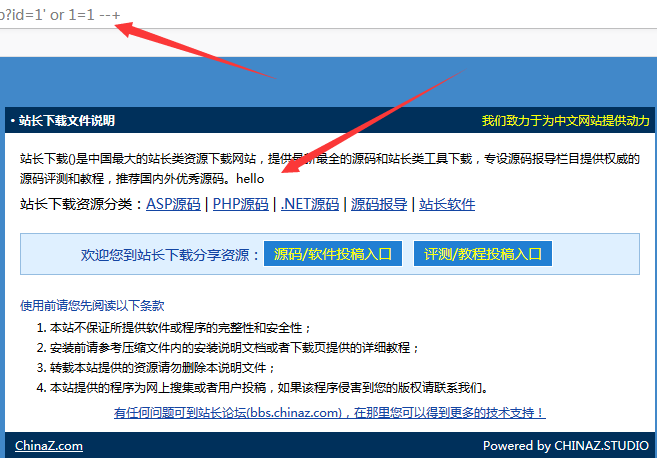 p?id=1' or 1=1 --+
• 站长下载文件说明 我们致力于为中文网站提供动力
站长下载()是中国最大的站长类资源下载网站，提供最新最全的源码和站长类工具下载，专设源码报导栏目提供权威的
源码评测和教程，推荐国内外优秀源码。hello
站长下载资源分类：ASP源码 | PHP源码 | .NET源码 | 源码报导 | 站长软件
欢迎您到站长下载分享资源： 源码/软件投稿入口 评测/教程投稿入口
使用前请您先阅读以下条款
1. 本站不保证所提供软件或程序的完整性和安全性；
2. 安装前请参考压缩文件内的安装说明文档或者下载页提供的详细教程；
3. 转载本站提供的资源请勿删除本说明文件；
4. 本站提供的程序为网上搜集或者用户投稿，如果该程序侵害到您的版权请联系我们。
有任何问题可到站长论坛(bbs.chinaz.com)，在那里您可以得到更多的技术支持！
ChinaZ.com Powered by CHINAZ.STUDIO